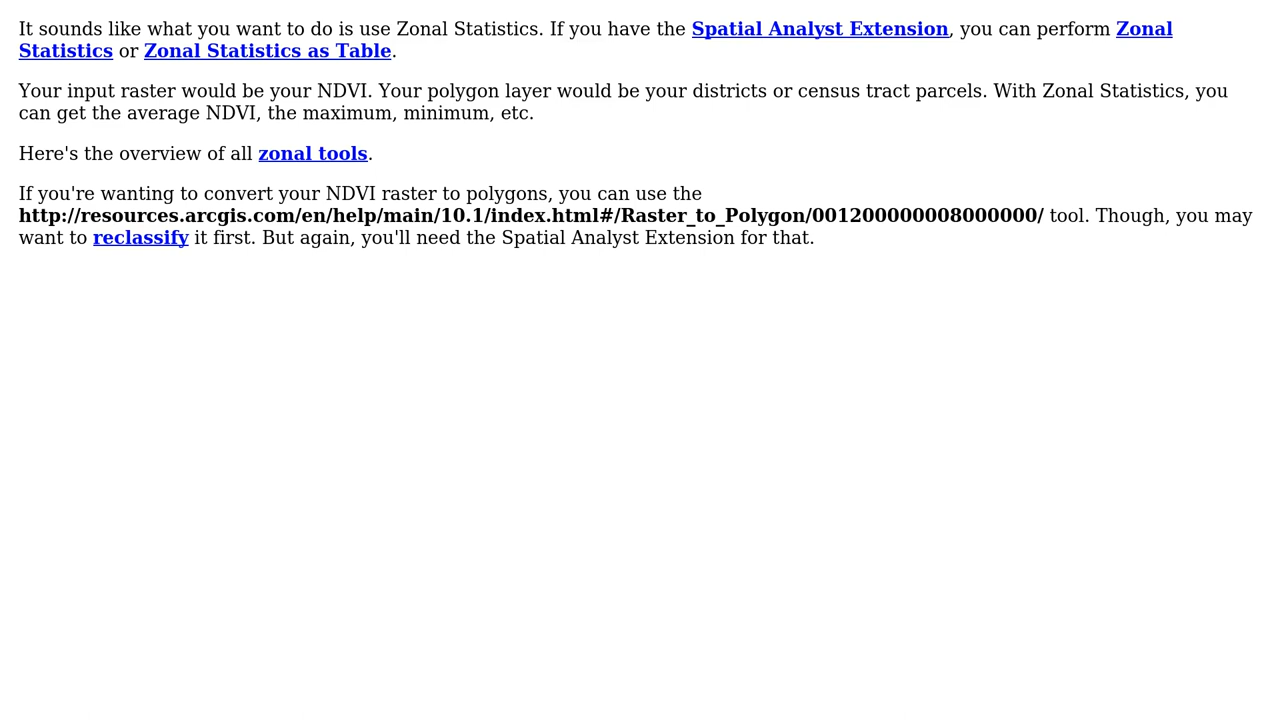 It sounds like what you want to do is use Zonal Statistics. If you have the Spatial Analyst Extension, you can perform Zonal
Statistics or Zonal Statistics as Table.
Your input raster would be your NDVI. Your polygon layer would be your districts or census tract parcels. With Zonal Statistics, you
can get the average NDVI, the maximum, minimum, etc.
Here's the overview of all zonal tools.
If you're wanting to convert your NDVI raster to polygons, you can use the
http://resources.arcgis.com/en/help/main/10.1/index.html#/Raster_to_Polygon/001200000008000000/ tool. Though, you may
want to reclassify it first. But again, you'll need the Spatial Analyst Extension for that.